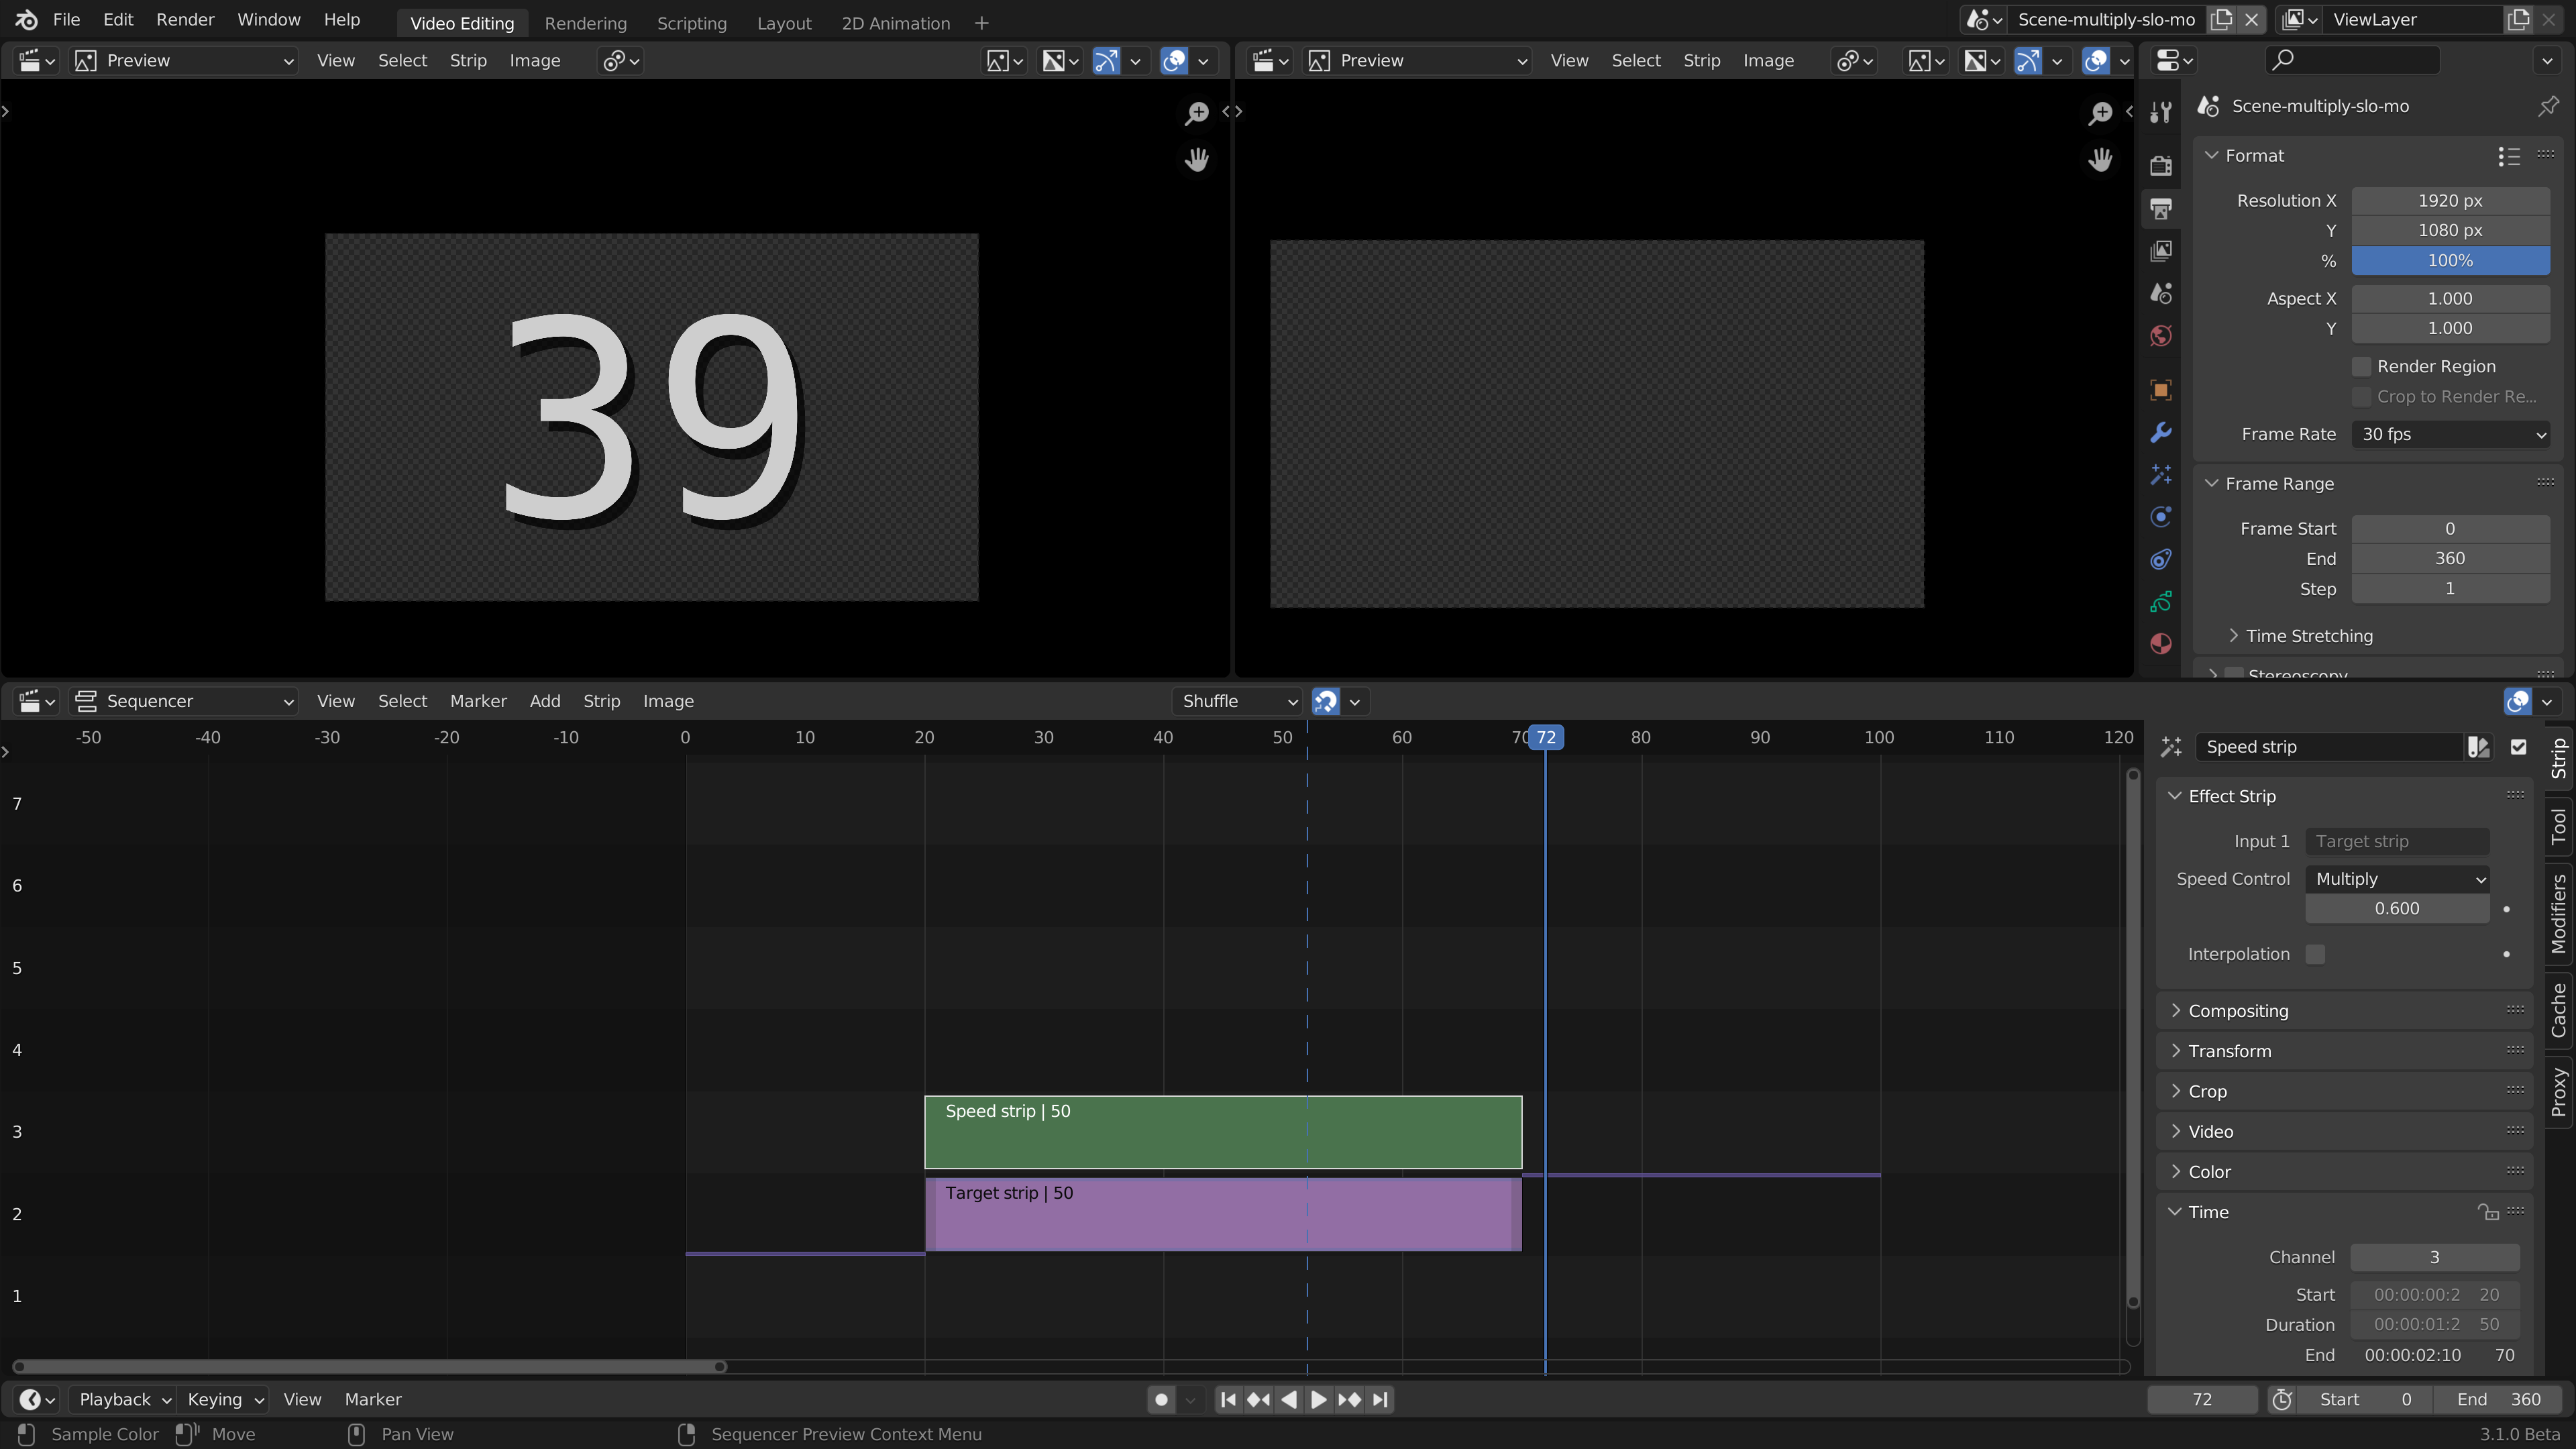 File Edit Render Window Help Video Editing Rendering Scripting Layout 2D Animation + Scene-multiply-slo-mo ViewLayer
Preview View Select Strip Image Preview View Select Strip Image
Scene-multiply-slo-mo
Format
Resolution X 1920 px
Y 1080 px
% 100%
Aspect X 1.000
Y 1.000
Render Region
Crop to Render Re...
Frame Rate 30 fps
Frame Range
Frame Start 0
End 360
Step 1
Time Stretching
Stereoscopy
39
Sequencer View Select Marker Add Strip Image Shuffle
-50 -40 -30 -20 -10 0 10 20 30 40 50 60 70 72 80 90 100 110 120
7
6
5
4
3
2
1
Speed strip | 50
Target strip | 50
Speed strip
Effect Strip
Input 1 Target strip
Speed Control Multiply
0.600
Interpolation
Compositing
Transform
Crop
Video
Color
Time
Channel 3
Start 00:00:00:2 20
Duration 00:00:01:2 50
End 00:00:02:10 70
Strip
Tool
Modifiers
Cache
Proxy
Playback Keying View Marker 72 Start 0 End 360
Sample Color Move Pan View Sequencer Preview Context Menu 3.1.0 Beta